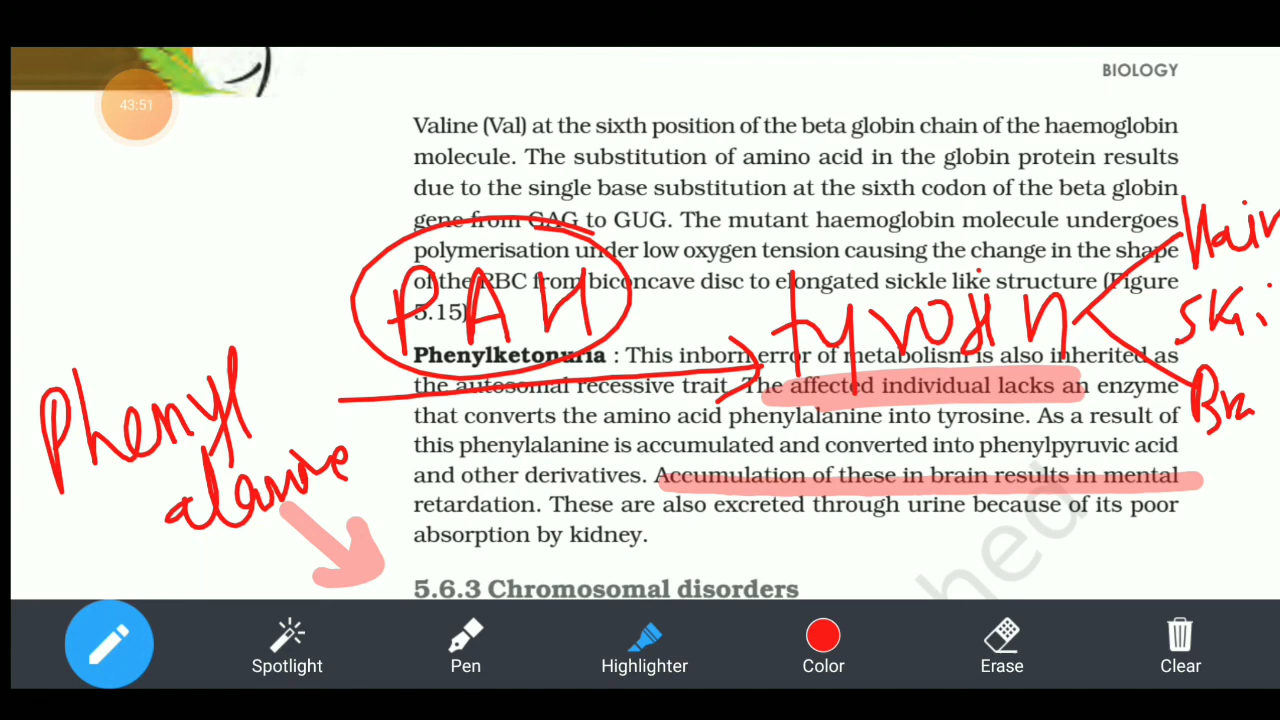 BIOLOGY
43:51
Valine (Val) at the sixth position of the beta globin chain of the haemoglobin
molecule. The substitution of amino acid in the globin protein results
due to the single base substitution at the sixth codon of the beta globin
gene from GAG to GUG. The mutant haemoglobin molecule undergoes
polymerisation under low oxygen tension causing the change in the shape
of the RBC from biconcave disc to elongated sickle like structure (Figure
5.15).
Hair
PAH
tyrosin
Ski
Phenylketonuria : This inborn error of metabolism is also inherited as
the autosomal recessive trait. The affected individual lacks an enzyme
that converts the amino acid phenylalanine into tyrosine. As a result of
this phenylalanine is accumulated and converted into phenylpyruvic acid
and other derivatives. Accumulation of these in brain results in mental
retardation. These are also excreted through urine because of its poor
absorption by kidney.
Phenyl
alanine
5.6.3 Chromosomal disorders
Spotlight
Pen
Highlighter
Color
Erase
Clear